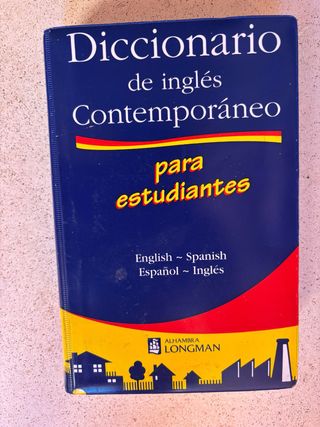 Diccionario
de inglés
Contemporáneo
para
estudiantes
English ~ Spanish
Español ~ Inglés
ALHAMBRA
LONGMAN